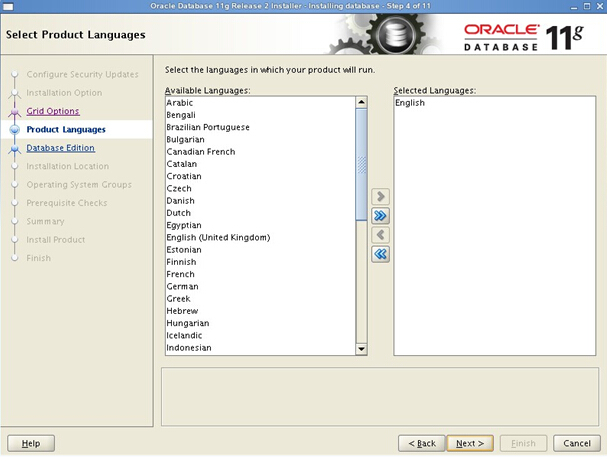 Oracle Database 11g Release 2 Installer - Installing database - Step 4 of 11
Select Product Languages
ORACLE
DATABASE 11g
Configure Security Updates
Installation Option
Grid Options
Product Languages
Database Edition
Installation Location
Operating System Groups
Prerequisite Checks
Summary
Install Product
Finish
Select the languages in which your product will run.
Available Languages:
Arabic
Bengali
Brazilian Portuguese
Bulgarian
Canadian French
Catalan
Croatian
Czech
Danish
Dutch
Egyptian
English (United Kingdom)
Estonian
Finnish
French
German
Greek
Hebrew
Hungarian
Icelandic
Indonesian
Selected Languages:
English
Help
< Back
Next >
Finish
Cancel